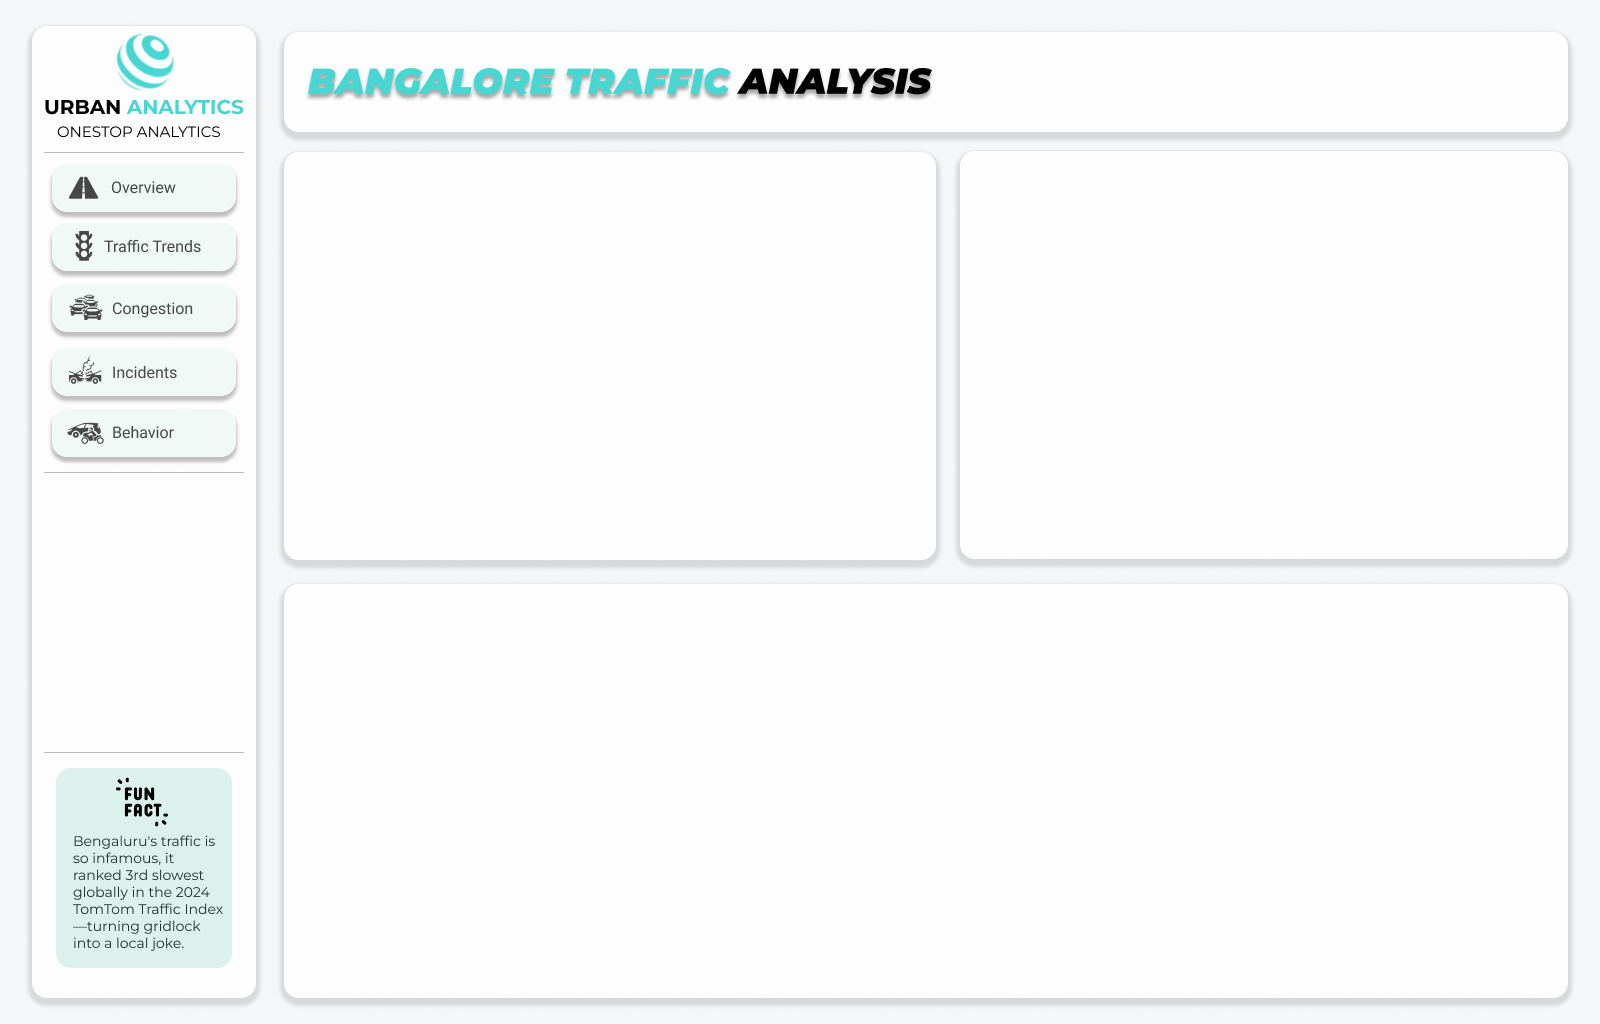 URBAN ANALYTICS
ONESTOP ANALYTICS
Overview
Traffic Trends
Congestion
Incidents
Behavior
FUN
FACT
Bengaluru's traffic is
so infamous, it
ranked 3rd slowest
globally in the 2024
TomTom Traffic Index
—turning gridlock
into a local joke.
BANGALORE TRAFFIC ANALYSIS